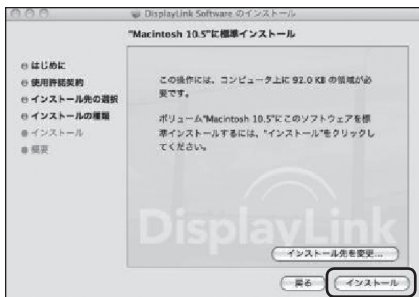 DisplayLink Software のインストール
"Macintosh 10.5"に標準インストール
はじめに
使用許諾契約
インストール先の選択
インストールの種類
インストール
概要
この操作には、コンピュータ上に 92.0 KB の領域が必
要です。
ボリューム"Macintosh 10.5"にこのソフトウェアを標
準インストールするには、"インストール"をクリックし
てください。
DisplayLink
インストール先を変更...
戻る
インストール